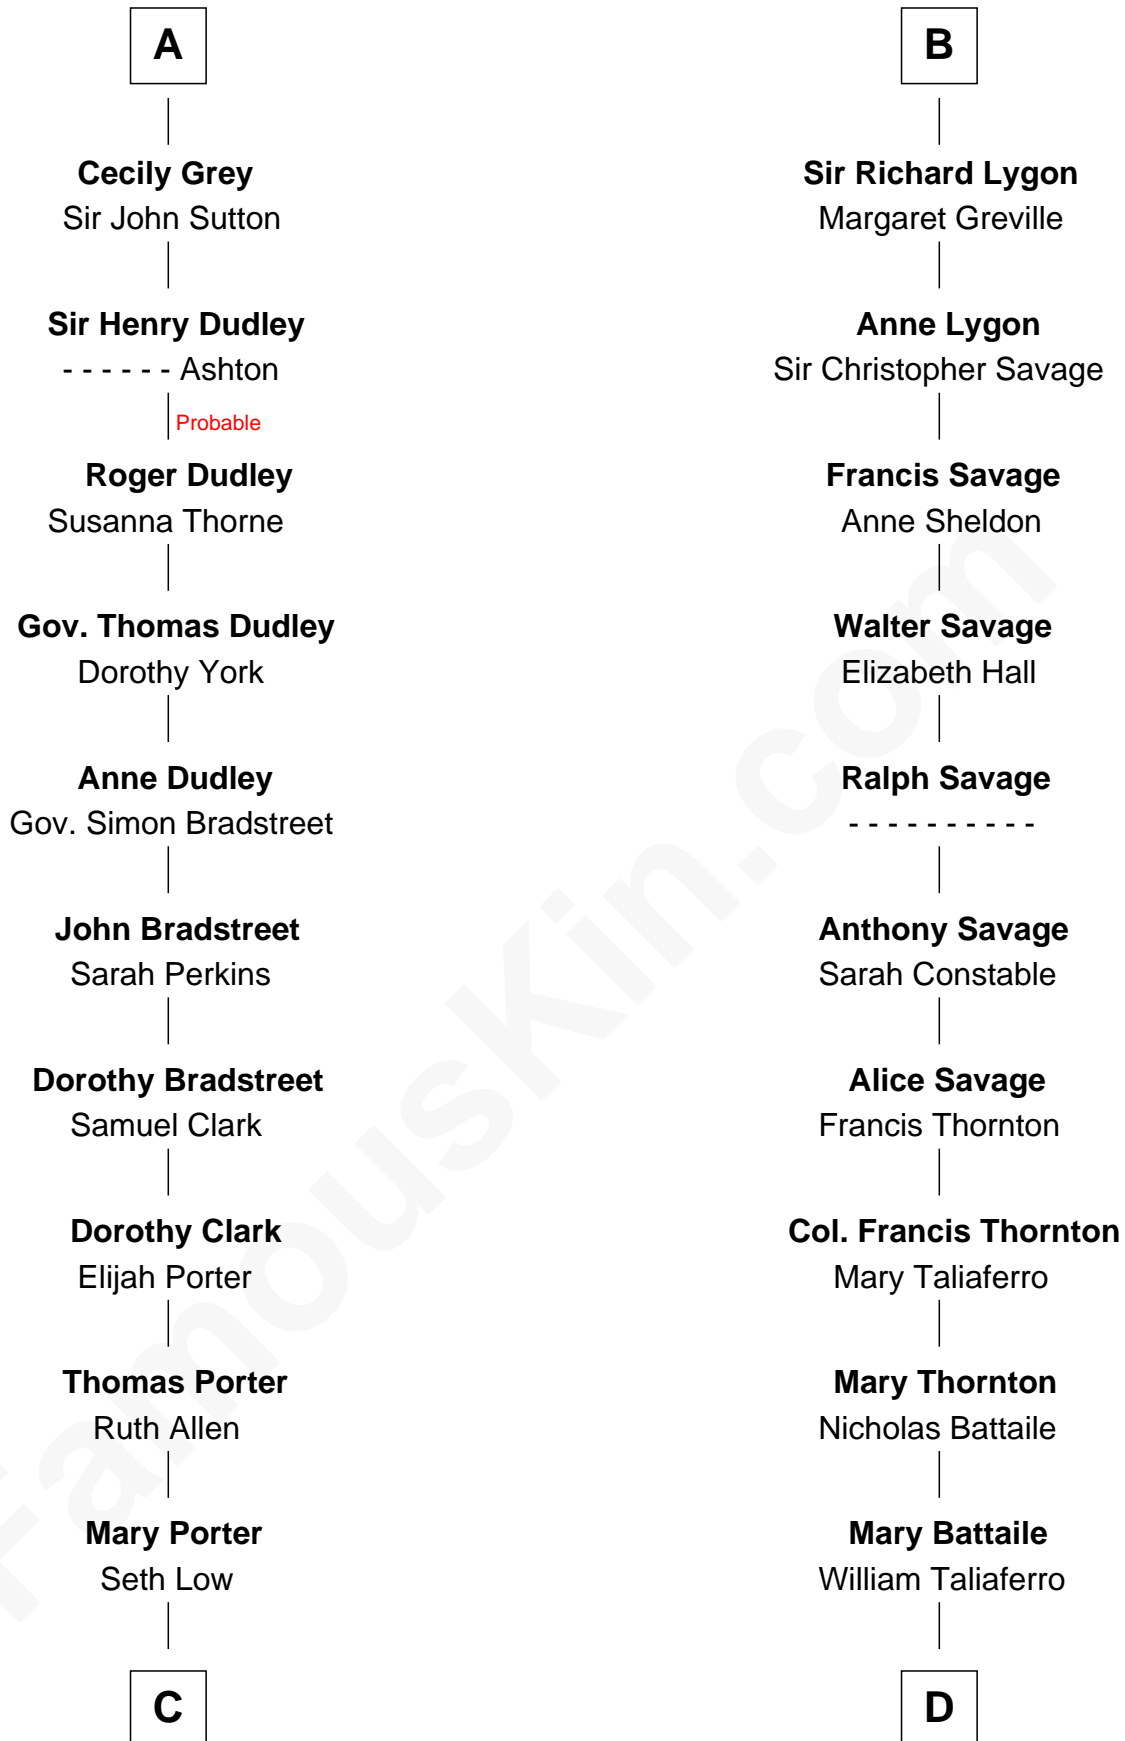 A
Cecily Grey
Sir John Sutton
Sir Henry Dudley
- - - - - - Ashton
Probable
Roger Dudley
Susanna Thorne
Gov. Thomas Dudley
Dorothy York
Anne Dudley
Gov. Simon Bradstreet
John Bradstreet
Sarah Perkins
Dorothy Bradstreet
Samuel Clark
Dorothy Clark
Elijah Porter
Thomas Porter
Ruth Allen
Mary Porter
Seth Low
C
B
Sir Richard Lygon
Margaret Greville
Anne Lygon
Sir Christopher Savage
Francis Savage
Anne Sheldon
Walter Savage
Elizabeth Hall
Ralph Savage
- - - - - - - - - -
Anthony Savage
Sarah Constable
Alice Savage
Francis Thornton
Col. Francis Thornton
Mary Taliaferro
Mary Thornton
Nicholas Battaile
Mary Battaile
William Taliaferro
D
FamousKin.com